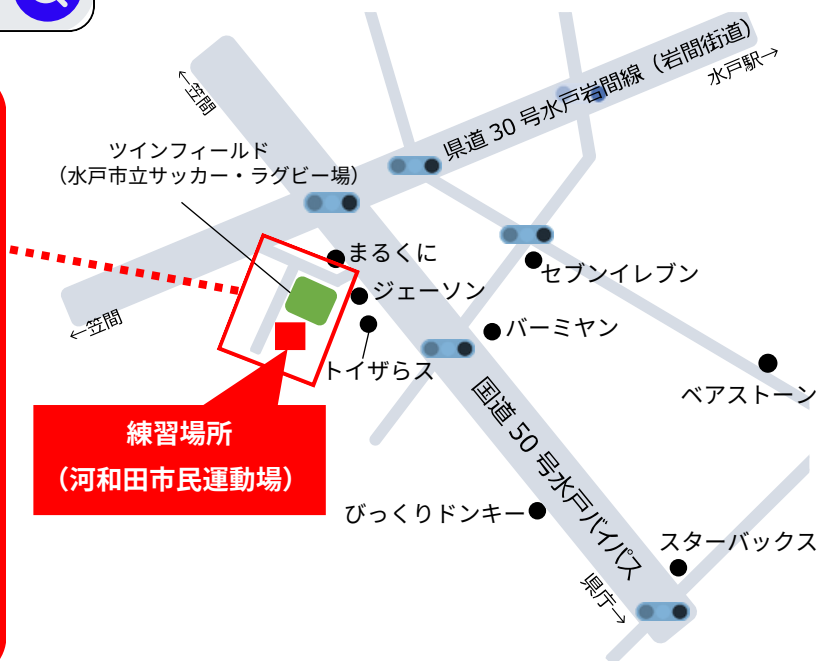 ←笠間
県道 30 号水戸岩間線（岩間街道）
水戸駅→
ツインフィールド
（水戸市立サッカー・ラグビー場）
まるくに
セブンイレブン
ジェーソン
←笠間
バーミヤン
トイザらス
ベアストーン
国道 50 号水戸バイパス
練習場所
（河和田市民運動場）
びっくりドンキー
スターバックス
県庁→